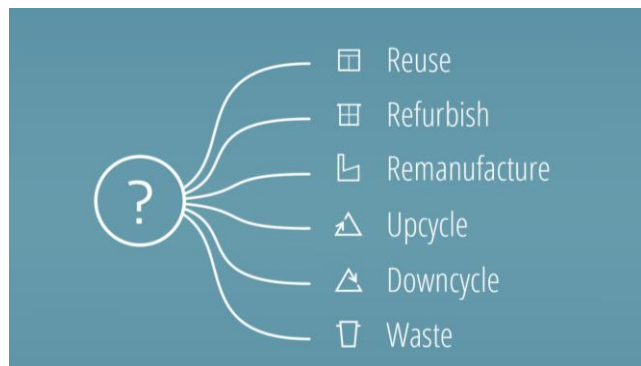 ?
Reuse
Refurbish
Remanufacture
Upcycle
Downcycle
Waste